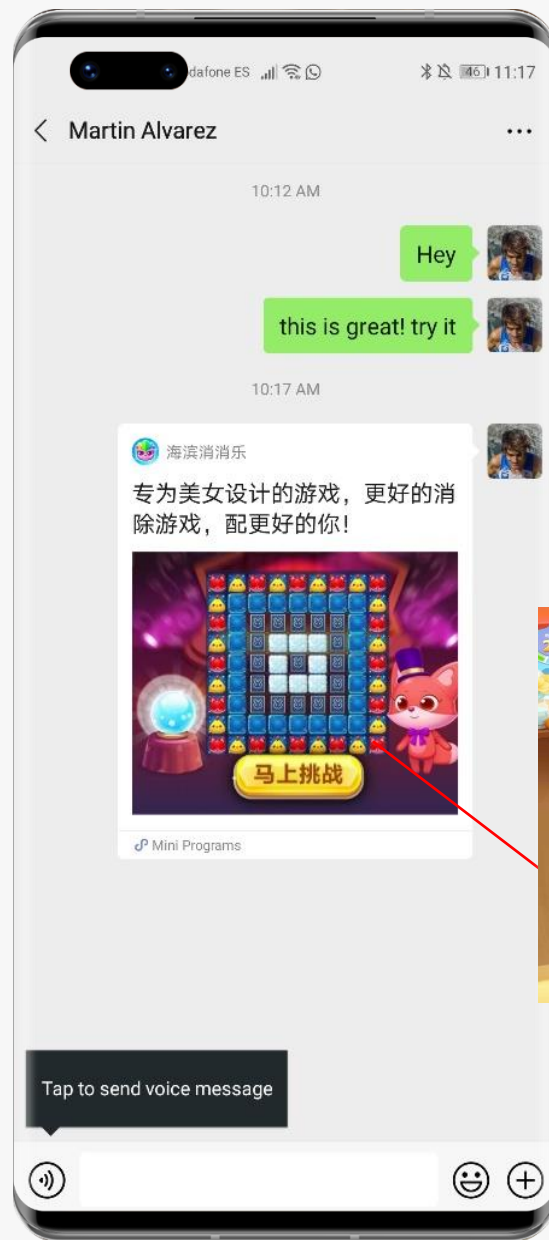 dafone ES 46 11:17
Martin Alvarez
10:12 AM
Hey
this is great! try it
10:17 AM
海滨消消乐
专为美女设计的游戏，更好的消
除游戏，配更好的你！
马上挑战
Mini Programs
Tap to send voice message